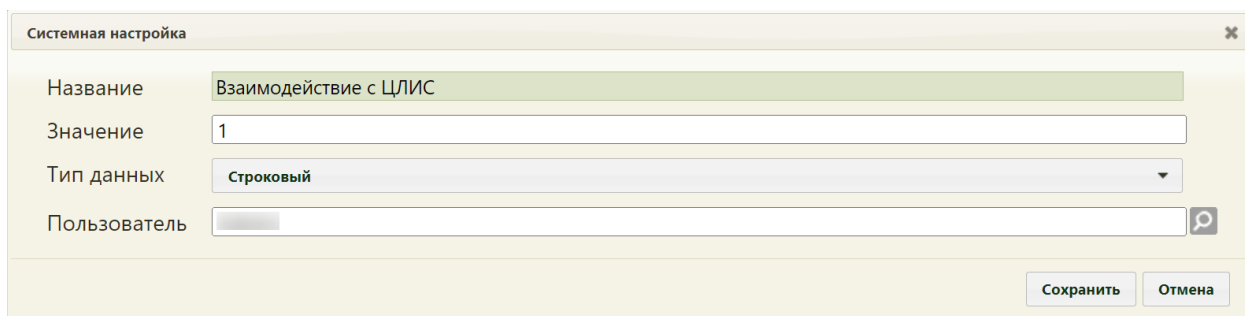 Системная настройка
Название Взаимодействие с ЦЛИС
Значение 1
Тип данных Строковый
Пользователь
Сохранить Отмена